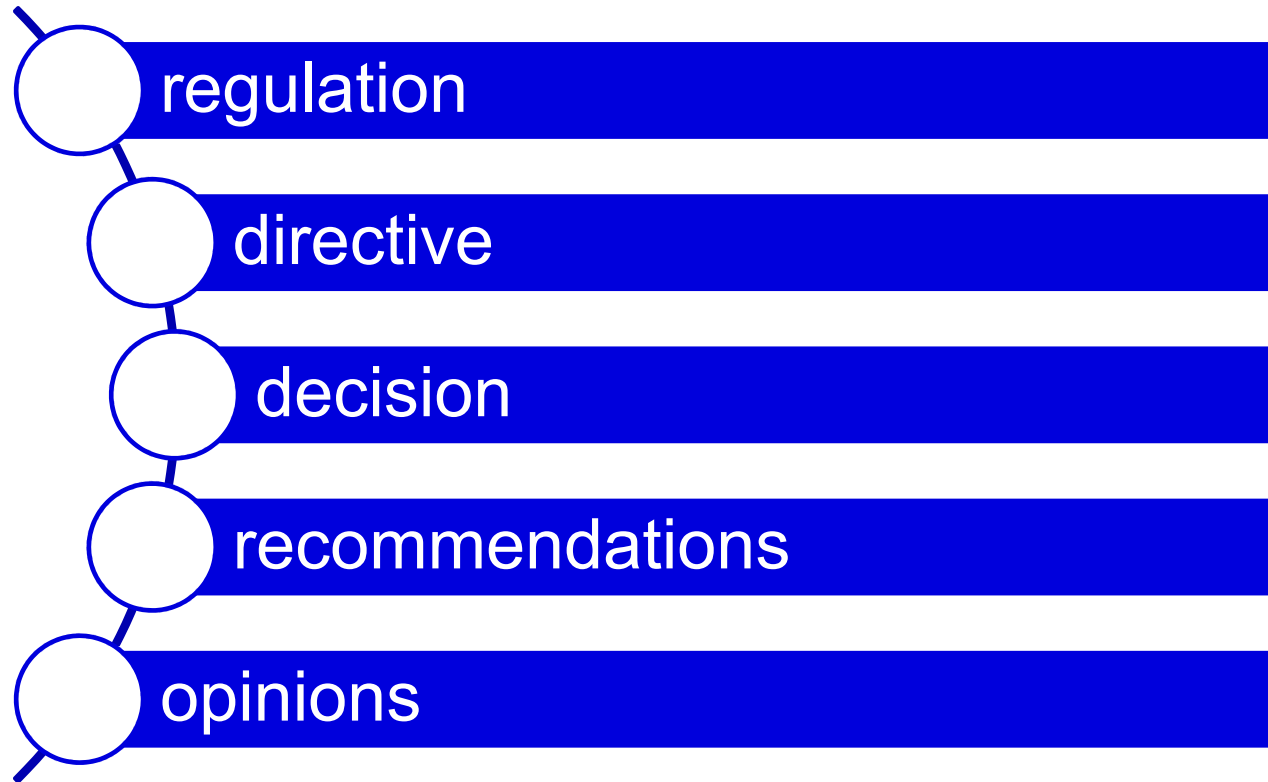 regulation
directive
decision
recommendations
opinions